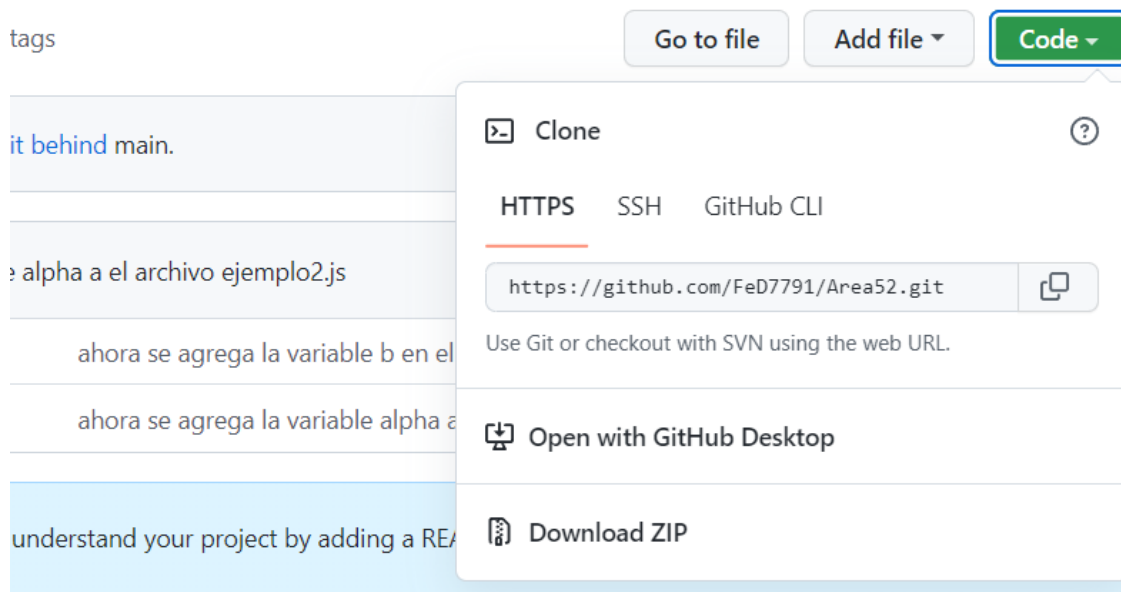 tags
Go to file
Add file
Code
it behind main.
Clone
HTTPS SSH GitHub CLI
https://github.com/FeD7791/Area52.git
Use Git or checkout with SVN using the web URL.
alpha a el archivo ejemplo2.js
ahora se agrega la variable b en el
ahora se agrega la variable alpha a
Open with GitHub Desktop
understand your project by adding a REA
Download ZIP